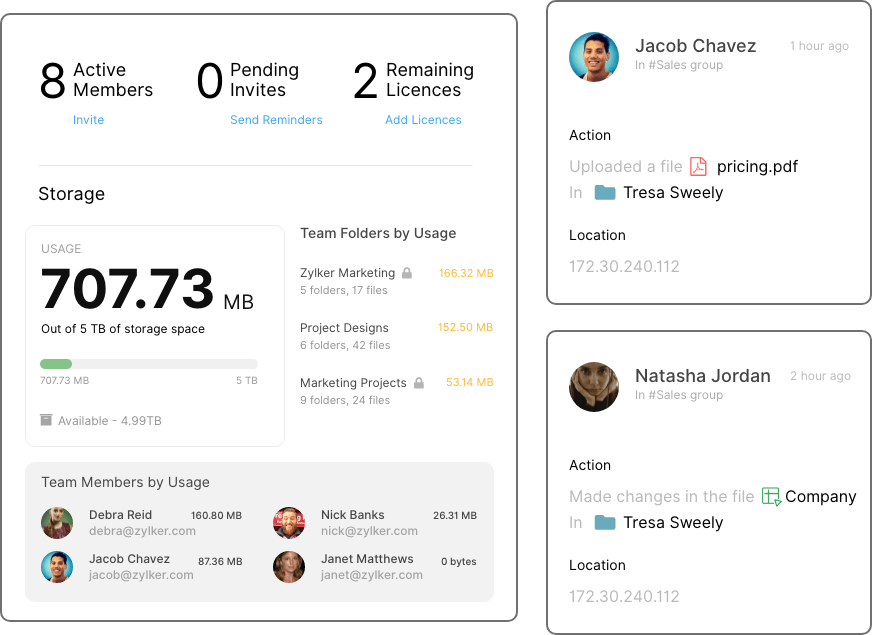 8 Active Members
Invite
0 Pending Invites
Send Reminders
2 Remaining Licences
Add Licences
Storage
USAGE
707.73 MB
Out of 5 TB of storage space
707.73 MB 5 TB
Available - 4.99TB
Team Folders by Usage
Zylker Marketing 166.32 MB
5 folders, 17 files
Project Designs 152.50 MB
6 folders, 42 files
Marketing Projects 53.14 MB
9 folders, 24 files
Team Members by Usage
Debra Reid 160.80 MB
debra@zylker.com
Nick Banks 26.31 MB
nick@zylker.com
Jacob Chavez 87.36 MB
jacob@zylker.com
Janet Matthews 0 bytes
janet@zylker.com
Jacob Chavez 1 hour ago
In #Sales group
Action
Uploaded a file pricing.pdf
In Tresa Sweely
Location
172.30.240.112
Natasha Jordan 2 hour ago
In #Sales group
Action
Made changes in the file Company
In Tresa Sweely
Location
172.30.240.112